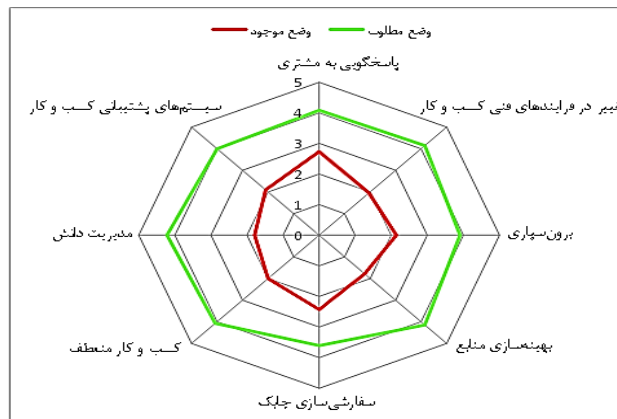 وضع موجود وضع مطلوب
پاسخگویی به مشتری
سیستم‌های پشتیبانی کسب و کار
غییر در فرایندهای فنی کسب و کار
مدیریت دانش
برون‌سپاری
کسب و کار منعطف
بهینه‌سازی منابع
سفارشی‌سازی چابک
5
4
3
2
1
0